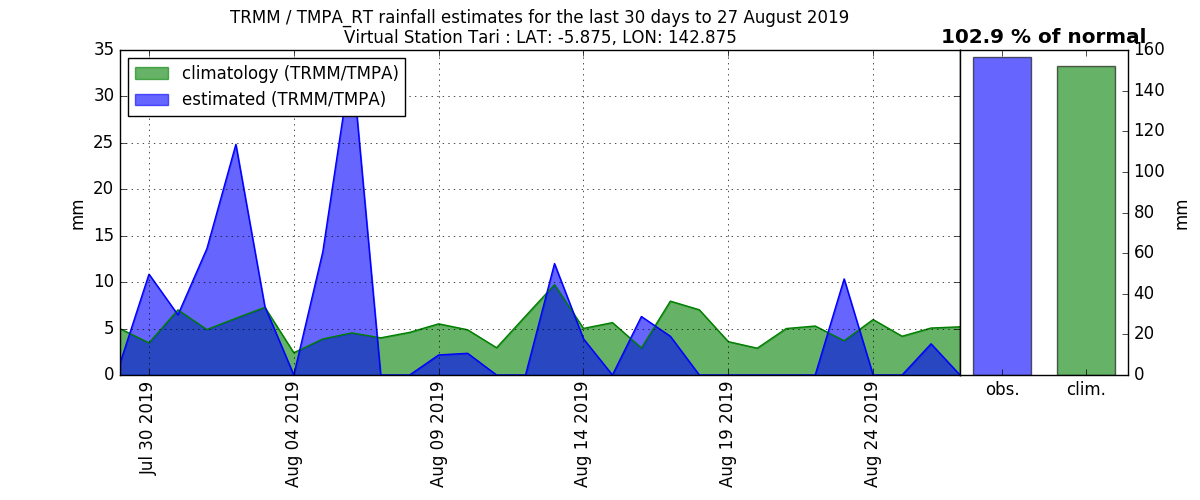 TRMM / TMPA_RT rainfall estimates for the last 30 days to 27 August 2019
Virtual Station Tari : LAT: -5.875, LON: 142.875
102.9 % of normal
climatology (TRMM/TMPA)
estimated (TRMM/TMPA)
35
30
25
20
15
10
5
0
mm
Jul 30 2019
Aug 04 2019
Aug 09 2019
Aug 14 2019
Aug 19 2019
Aug 24 2019
160
140
120
100
80
60
40
20
0
mm
obs.
clim.